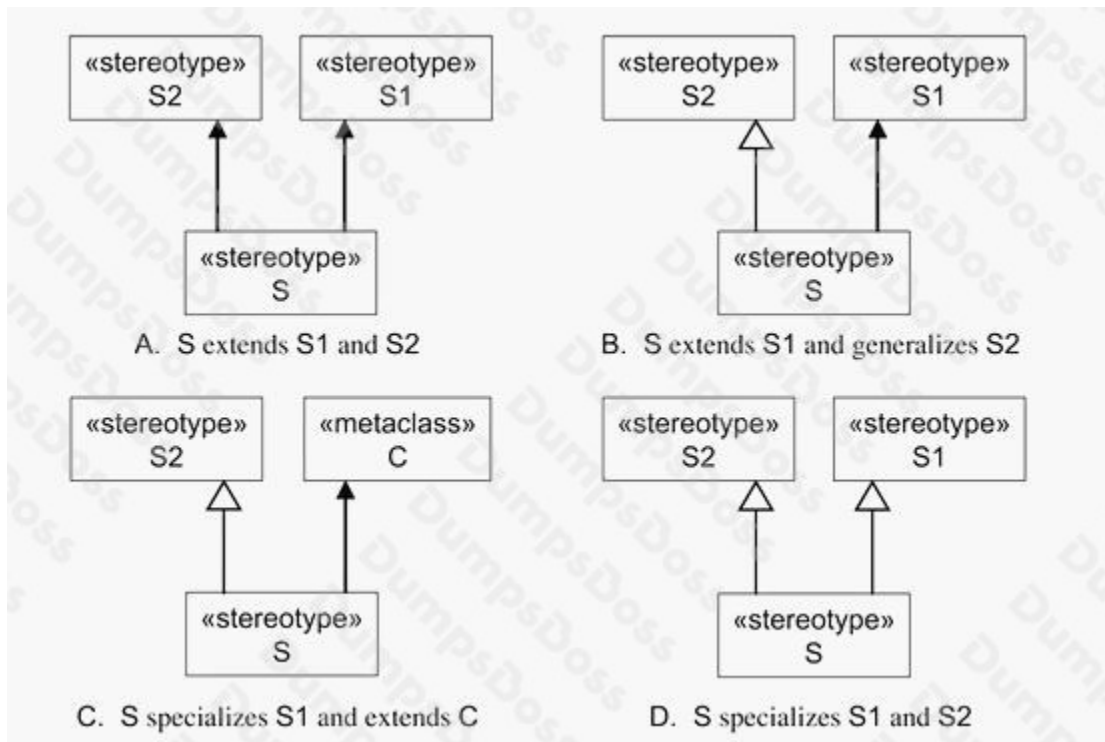 «stereotype»
S2
«stereotype»
S1
«stereotype»
S
A. S extends S1 and S2
«stereotype»
S2
«stereotype»
S1
«stereotype»
S
B. S extends S1 and generalizes S2
«stereotype»
S2
«metaclass»
C
«stereotype»
S
C. S specializes S1 and extends C
«stereotype»
S2
«stereotype»
S1
«stereotype»
S
D. S specializes S1 and S2
DumpsDoss